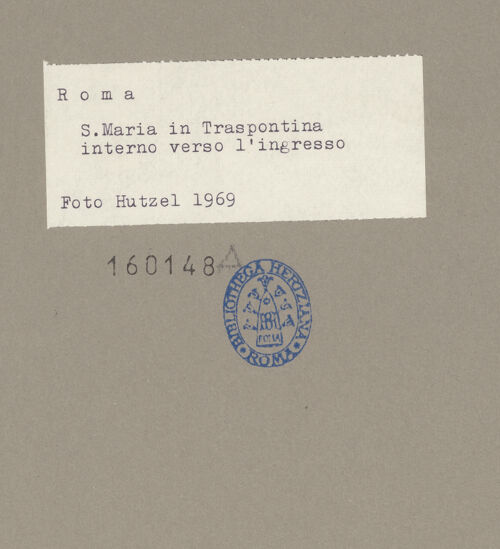 Roma
S.Maria in Traspontina
interno verso l'ingresso
Foto Hutzel 1969
160148
BIBLIOTHECA HERTZIANA
ROMA